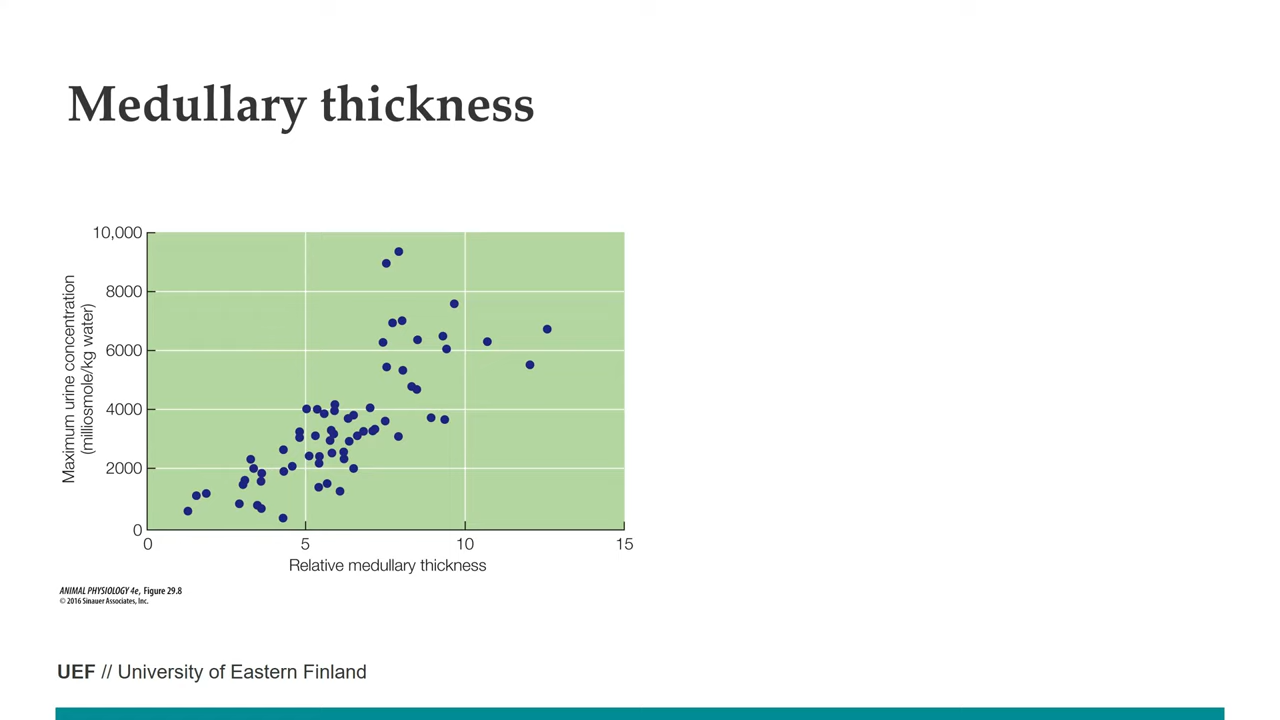 Medullary thickness
10,000
8000
6000
4000
2000
0
Maximum urine concentration
(milliosmole/kg water)
0 5 10 15
Relative medullary thickness
ANIMAL PHYSIOLOGY 4e, Figure 29.8
© 2016 Sinauer Associates, Inc.
UEF // University of Eastern Finland